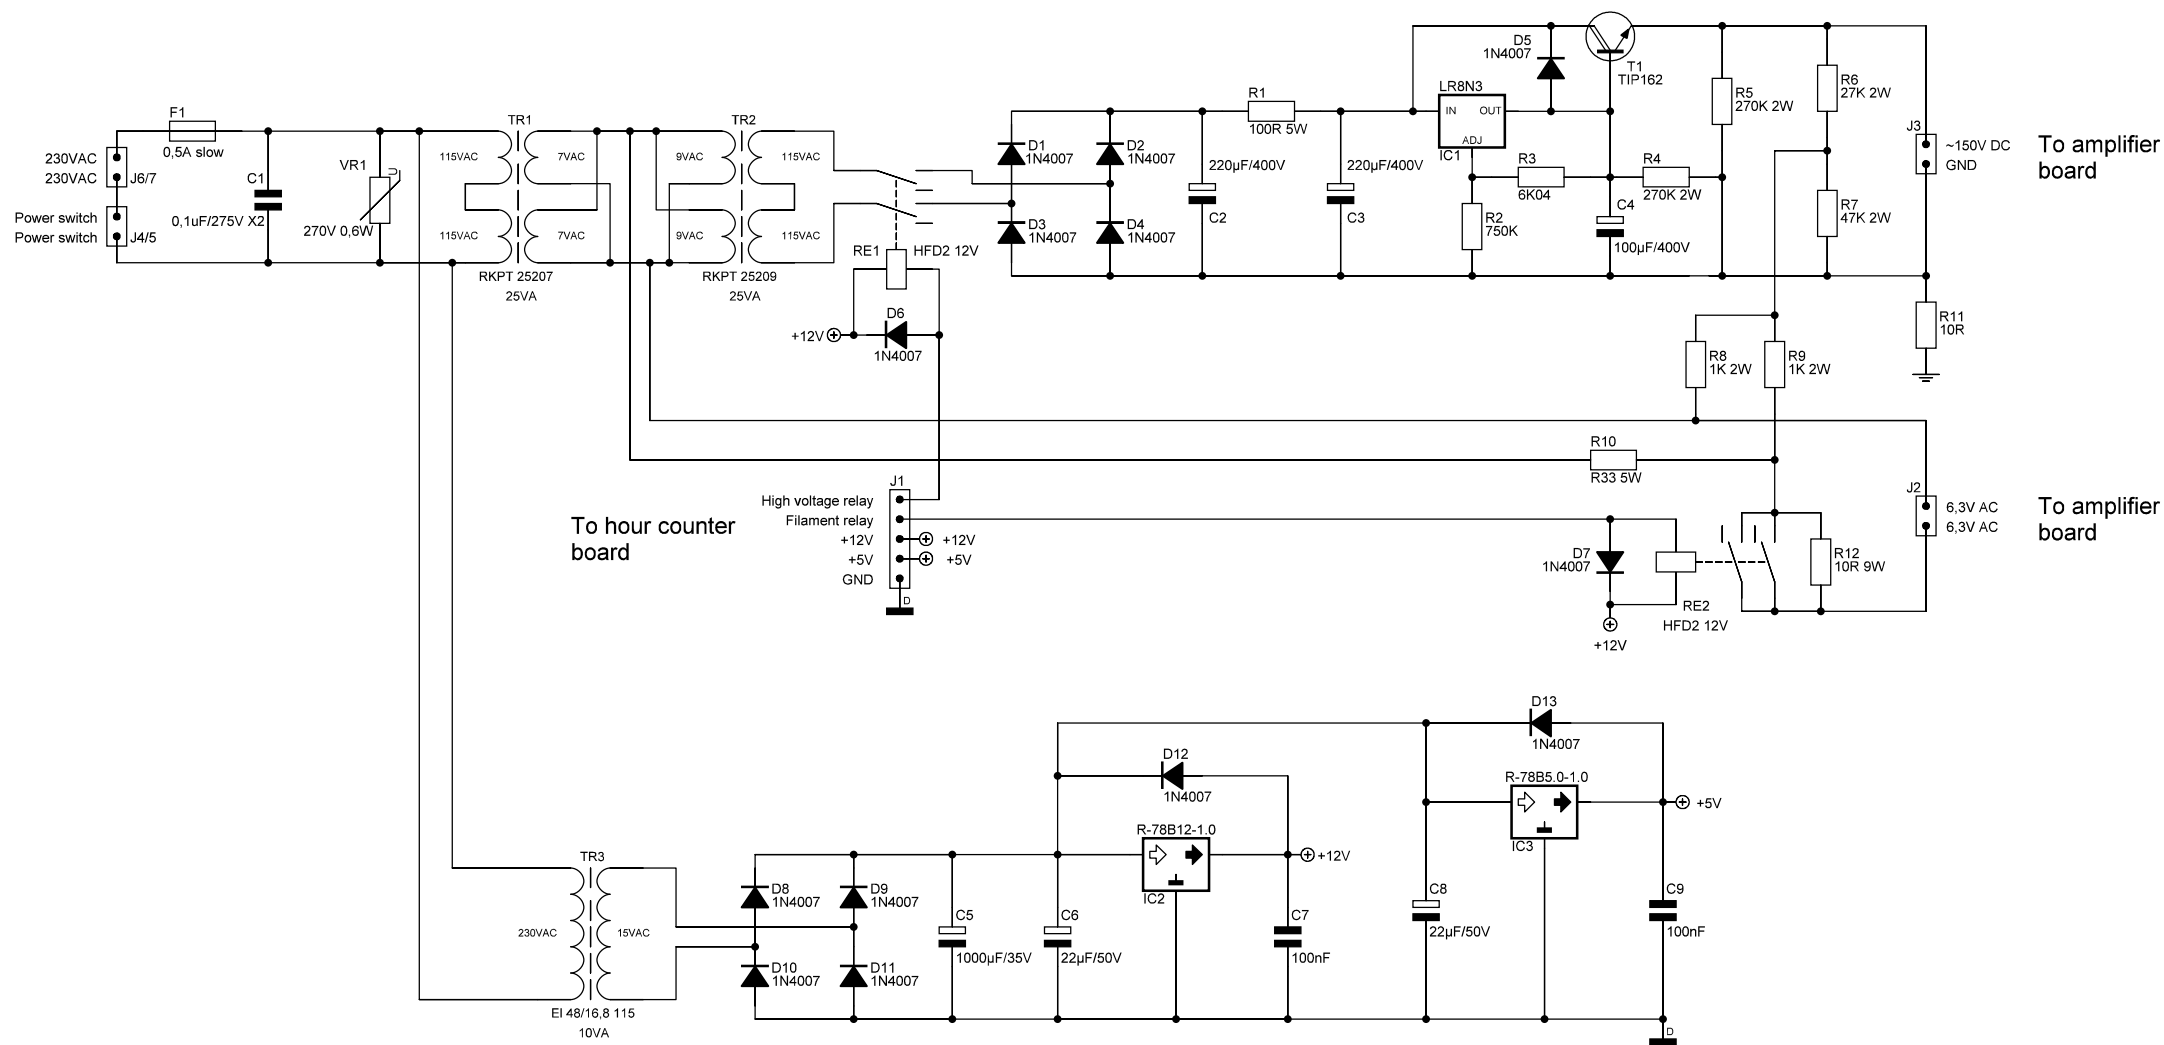 F1
0,5A slow
230VAC
230VAC
J6/7
Power switch
Power switch
J4/5
C1
0,1uF/275V X2
VR1
U
270V 0,6W
TR1
115VAC
7VAC
115VAC
7VAC
RKPT 25207
25VA
TR2
9VAC
115VAC
9VAC
115VAC
RKPT 25209
25VA
RE1
HFD2 12V
D6
+12V
1N4007
D1
1N4007
D2
1N4007
D3
1N4007
D4
1N4007
220µF/400V
C2
R1
100R 5W
220µF/400V
C3
LR8N3
IN
OUT
ADJ
IC1
D5
1N4007
T1
TIP162
R3
6K04
R2
750K
R4
270K 2W
C4
100µF/400V
R5
270K 2W
R6
27K 2W
R7
47K 2W
J3
~150V DC
GND
To amplifier
board
R11
10R
R8
1K 2W
R9
1K 2W
R10
R33 5W
J2
6,3V AC
6,3V AC
To amplifier
board
To hour counter
board
J1
High voltage relay
Filament relay
+12V
+12V
+5V
+5V
GND
D
D7
1N4007
+12V
RE2
HFD2 12V
R12
10R 9W
TR3
230VAC
15VAC
EI 48/16,8 115
10VA
D8
1N4007
D9
1N4007
D10
1N4007
D11
1N4007
C5
1000µF/35V
C6
22µF/50V
D12
1N4007
R-78B12-1.0
IC2
+12V
C7
100nF
D13
1N4007
R-78B5.0-1.0
IC3
+5V
C8
22µF/50V
C9
100nF
D